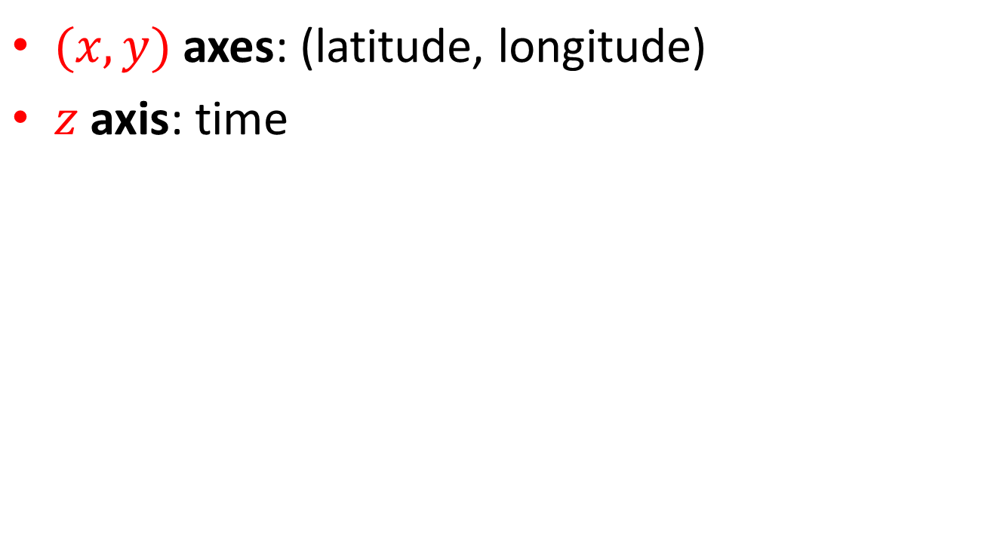 • (x, y) axes: (latitude, longitude)
• z axis: time